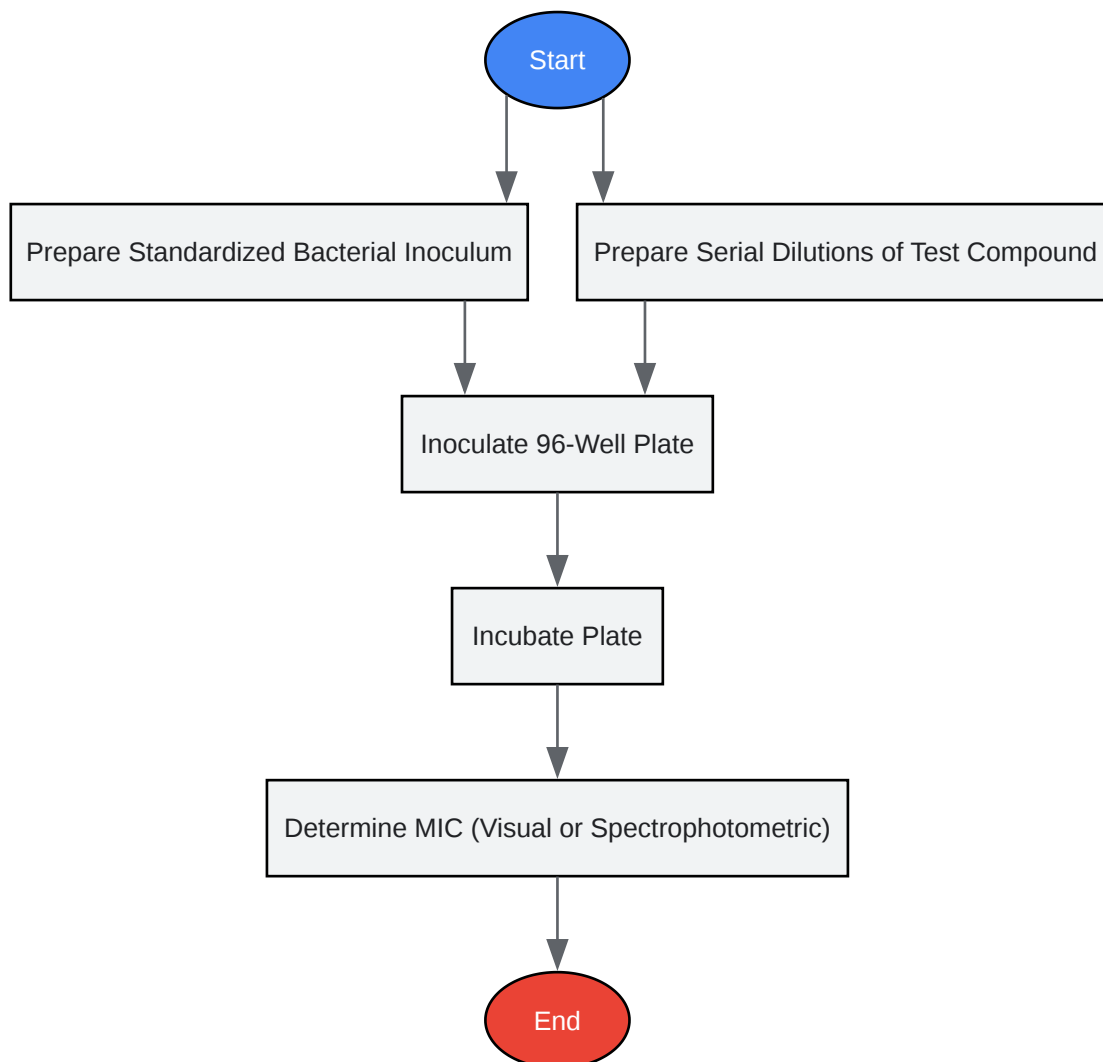 Start
Prepare Standardized Bacterial Inoculum
Prepare Serial Dilutions of Test Compound
Inoculate 96-Well Plate
Incubate Plate
Determine MIC (Visual or Spectrophotometric)
End